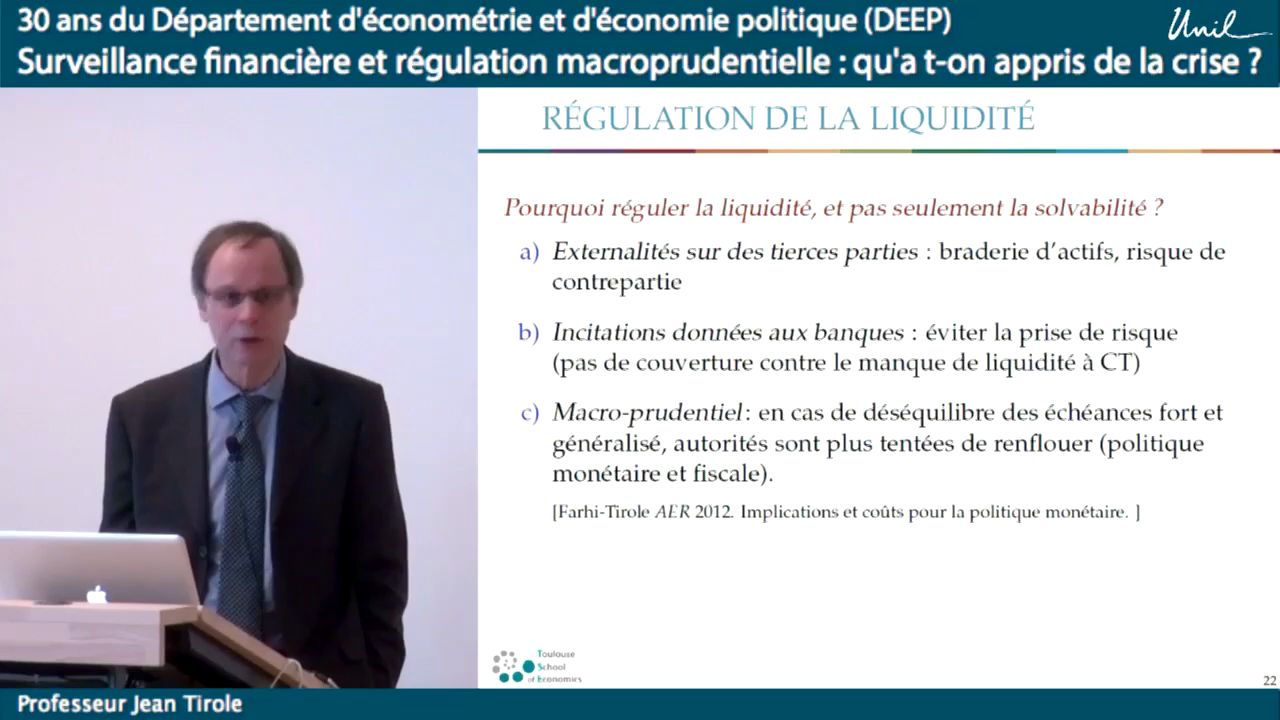 30 ans du Département d'économétrie et d'économie politique (DEEP)
Unil
Surveillance financière et régulation macroprudentielle : qu'a t-on appris de la crise ?
RÉGULATION DE LA LIQUIDITÉ
Pourquoi réguler la liquidité, et pas seulement la solvabilité ?
a) Externalités sur des tierces parties : braderie d'actifs, risque de
contrepartie
b) Incitations données aux banques : éviter la prise de risque
(pas de couverture contre le manque de liquidité à CT)
c) Macro-prudentiel: en cas de déséquilibre des échéances fort et
généralisé, autorités sont plus tentées de renflouer (politique
monétaire et fiscale).
[Farhi-Tirole AER 2012. Implications et coûts pour la politique monétaire. ]
Toulouse
School
of Economics
22
Professeur Jean Tirole